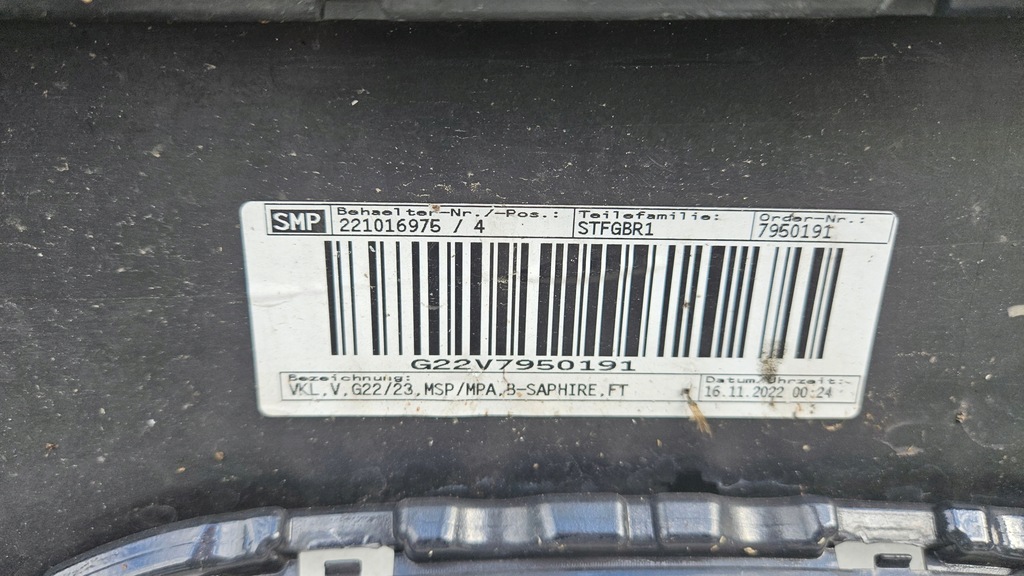 SMP
Behaelter-Nr./-Pos.: Teilefamilie: Order-Nr.:
221016975 / 4 STFGBR1 7950191
G22V7950191
Bezeichnung: Datum/Uhrzeit:
VKL,V,G22/23,MSP/MPA,B-SAPHIRE,FT 16.11.2022 00:24